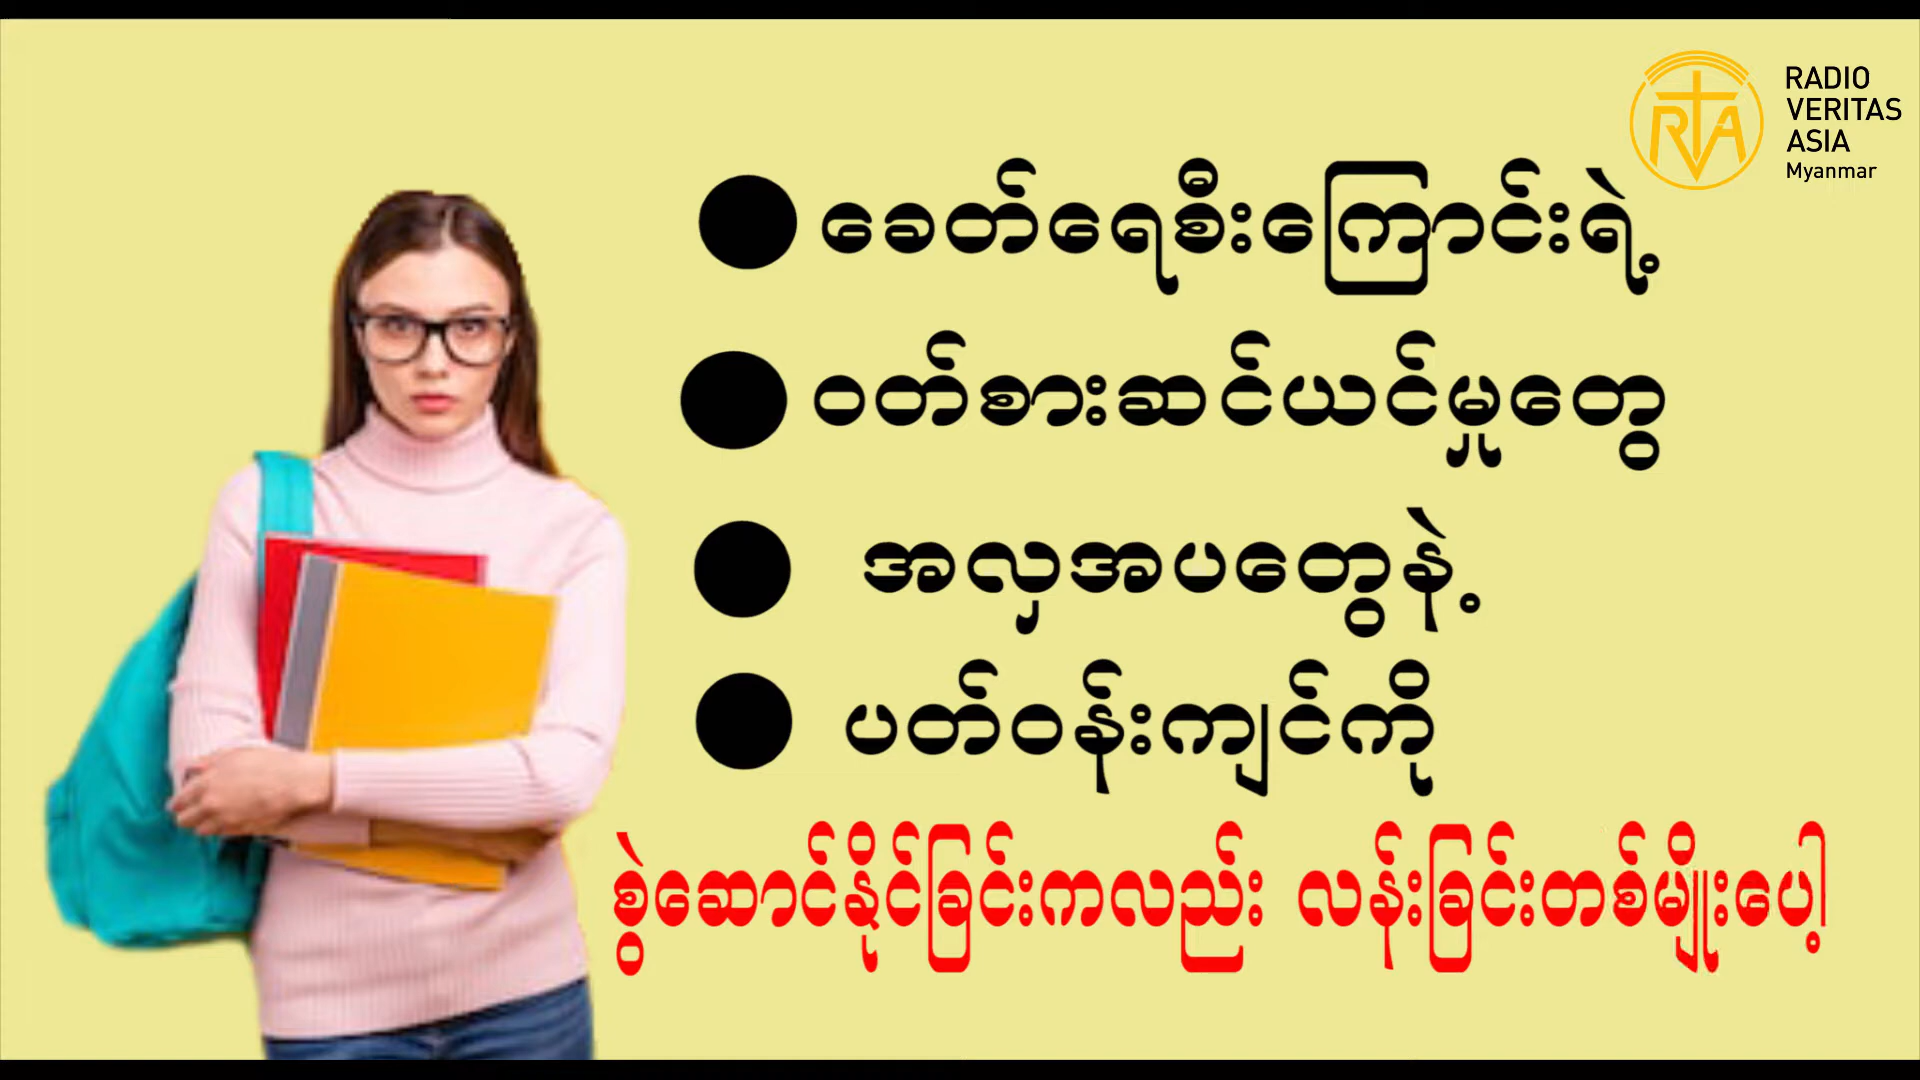 RADIO
VERITAS
ASIA
Myanmar
ခေတ်ရေစီးကြောင်းရဲ့
ဝတ်စားဆင်ယင်မှုတွေ
အလှအပတွေနဲ့
ပတ်ဝန်းကျင်ကို
စွဲဆောင်နိုင်ခြင်းကလည်း လန်းခြင်းတစ်မျိုးပေါ့